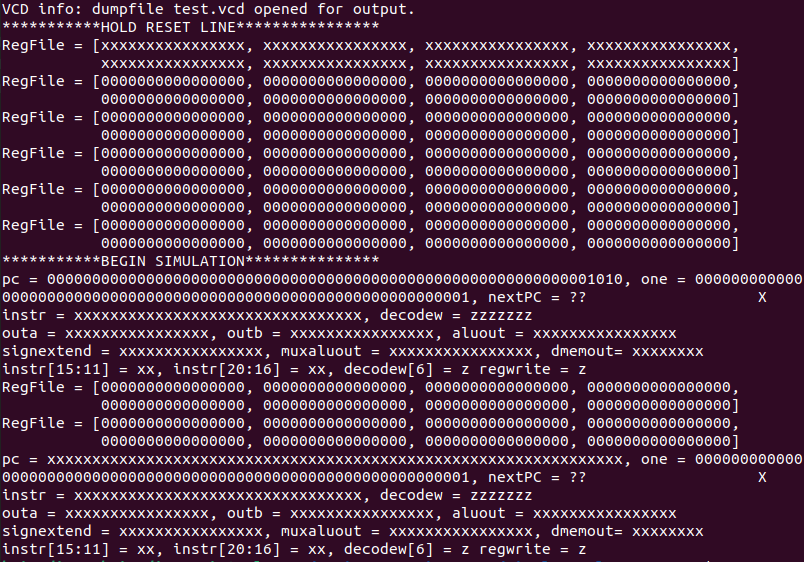 VCD info: dumpfile test.vcd opened for output.
***********HOLD RESET LINE****************
RegFile = [xxxxxxxxxxxxxxxx, xxxxxxxxxxxxxxxx, xxxxxxxxxxxxxxxx, xxxxxxxxxxxxxxxx,
xxxxxxxxxxxxxxxx, xxxxxxxxxxxxxxxx, xxxxxxxxxxxxxxxx, xxxxxxxxxxxxxxxx]
RegFile = [0000000000000000, 0000000000000000, 0000000000000000, 0000000000000000,
0000000000000000, 0000000000000000, 0000000000000000, 0000000000000000]
RegFile = [0000000000000000, 0000000000000000, 0000000000000000, 0000000000000000,
0000000000000000, 0000000000000000, 0000000000000000, 0000000000000000]
RegFile = [0000000000000000, 0000000000000000, 0000000000000000, 0000000000000000,
0000000000000000, 0000000000000000, 0000000000000000, 0000000000000000]
RegFile = [0000000000000000, 0000000000000000, 0000000000000000, 0000000000000000,
0000000000000000, 0000000000000000, 0000000000000000, 0000000000000000]
RegFile = [0000000000000000, 0000000000000000, 0000000000000000, 0000000000000000,
0000000000000000, 0000000000000000, 0000000000000000, 0000000000000000]
***********BEGIN SIMULATION***************
pc = 0000000000000000000000000000000000000000000000000000000000001010, one = 000000000000
0000000000000000000000000000000000000000000000000001, nextPC = ??                   X
instr = xxxxxxxxxxxxxxxxxxxxxxxxxxxxxxxx, decodew = zzzzzzz
outa = xxxxxxxxxxxxxxxx, outb = xxxxxxxxxxxxxxxx, aluout = xxxxxxxxxxxxxxxx
signextend = xxxxxxxxxxxxxxxx, muxaluout = xxxxxxxxxxxxxxxx, dmemout= xxxxxxxx
instr[15:11] = xx, instr[20:16] = xx, decodew[6] = z regwrite = z
RegFile = [0000000000000000, 0000000000000000, 0000000000000000, 0000000000000000,
0000000000000000, 0000000000000000, 0000000000000000, 0000000000000000]
RegFile = [0000000000000000, 0000000000000000, 0000000000000000, 0000000000000000,
0000000000000000, 0000000000000000, 0000000000000000, 0000000000000000]
pc = xxxxxxxxxxxxxxxxxxxxxxxxxxxxxxxxxxxxxxxxxxxxxxxxxxxxxxxxxxxxxxxx, one = 000000000000
0000000000000000000000000000000000000000000000000001, nextPC = ??                   X
instr = xxxxxxxxxxxxxxxxxxxxxxxxxxxxxxxx, decodew = zzzzzzz
outa = xxxxxxxxxxxxxxxx, outb = xxxxxxxxxxxxxxxx, aluout = xxxxxxxxxxxxxxxx
signextend = xxxxxxxxxxxxxxxx, muxaluout = xxxxxxxxxxxxxxxx, dmemout= xxxxxxxx
instr[15:11] = xx, instr[20:16] = xx, decodew[6] = z regwrite = z